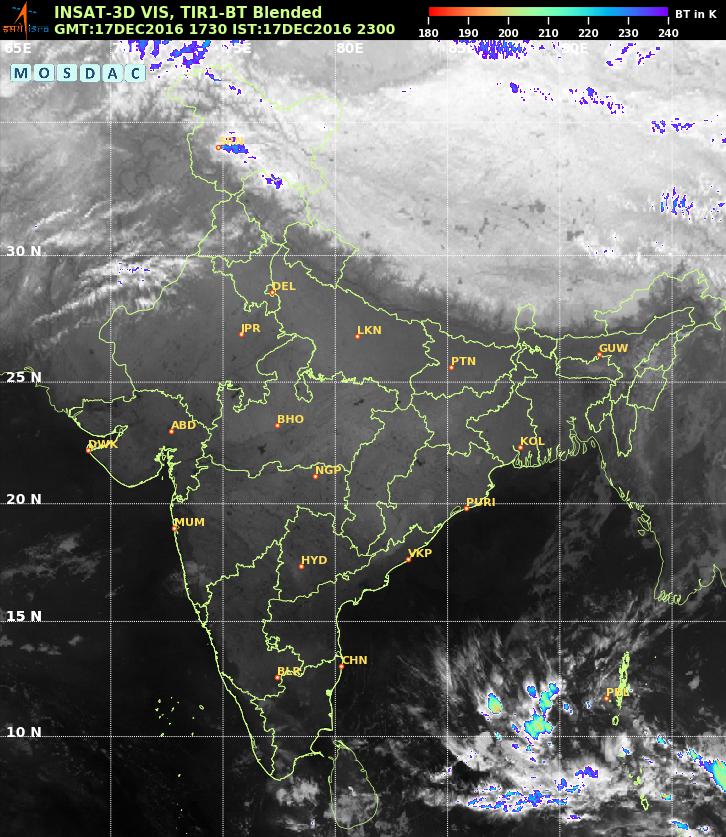 INSAT-3D VIS, TIR1-BT Blended
GMT:17DEC2016 1730 IST:17DEC2016 2300
BT in K
180 190 200 210 220 230 240
65E 80E
MOSDAC
30 N
DEL
JPR
LKN
GUW
PTN
25 N
BHO
ABD
KOL
DWK
NGP
20 N
PURI
MUM
VKP
HYD
15 N
CHN
BLR
PBL
10 N